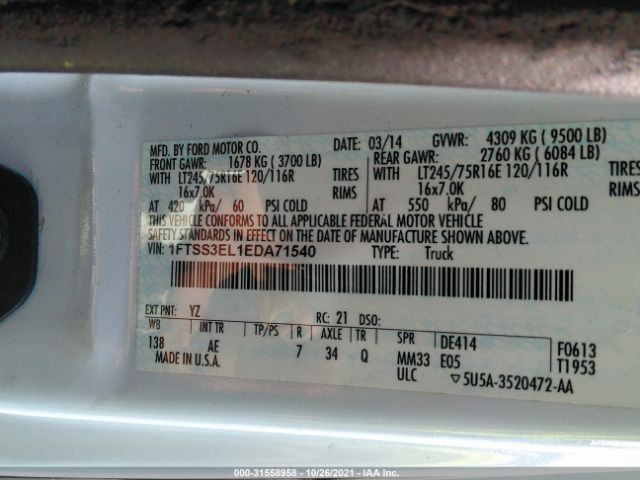 MFD. BY FORD MOTOR CO.
DATE: 03/14 GVWR: 4309 KG ( 9500 LB)
FRONT GAWR: 1678 KG ( 3700 LB) REAR GAWR: 2760 KG ( 6084 LB)
WITH LT245/75R16E 120/116R TIRES WITH LT245/75R16E 120/116R TIRES
16x7.0K RIMS 16x7.0K RIMS
AT 420 kPa/ 60 PSI COLD AT 550 kPa/ 80 PSI COLD
THIS VEHICLE CONFORMS TO ALL APPLICABLE FEDERAL MOTOR VEHICLE
SAFETY STANDARDS IN EFFECT ON THE DATE OF MANUFACTURE SHOWN ABOVE.
VIN: 1FTSS3EL1EDA71540 TYPE: Truck
EXT PNT: YZ RC: 21 DSO:
WB INT TR TP/PS R AXLE TR SPR DE414 F0613
138 AE 7 34 Q MM33 E05 T1953
MADE IN U.S.A. ULC ▽5U5A-3520472-AA
000-31558958 - 10/26/2021 - IAA Inc.